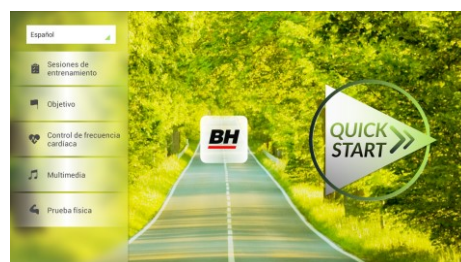 Español
Sesiones de
entrenamiento
Objetivo
Control de frecuencia
cardiaca
Multimedia
Prueba física
BH
QUICK
START